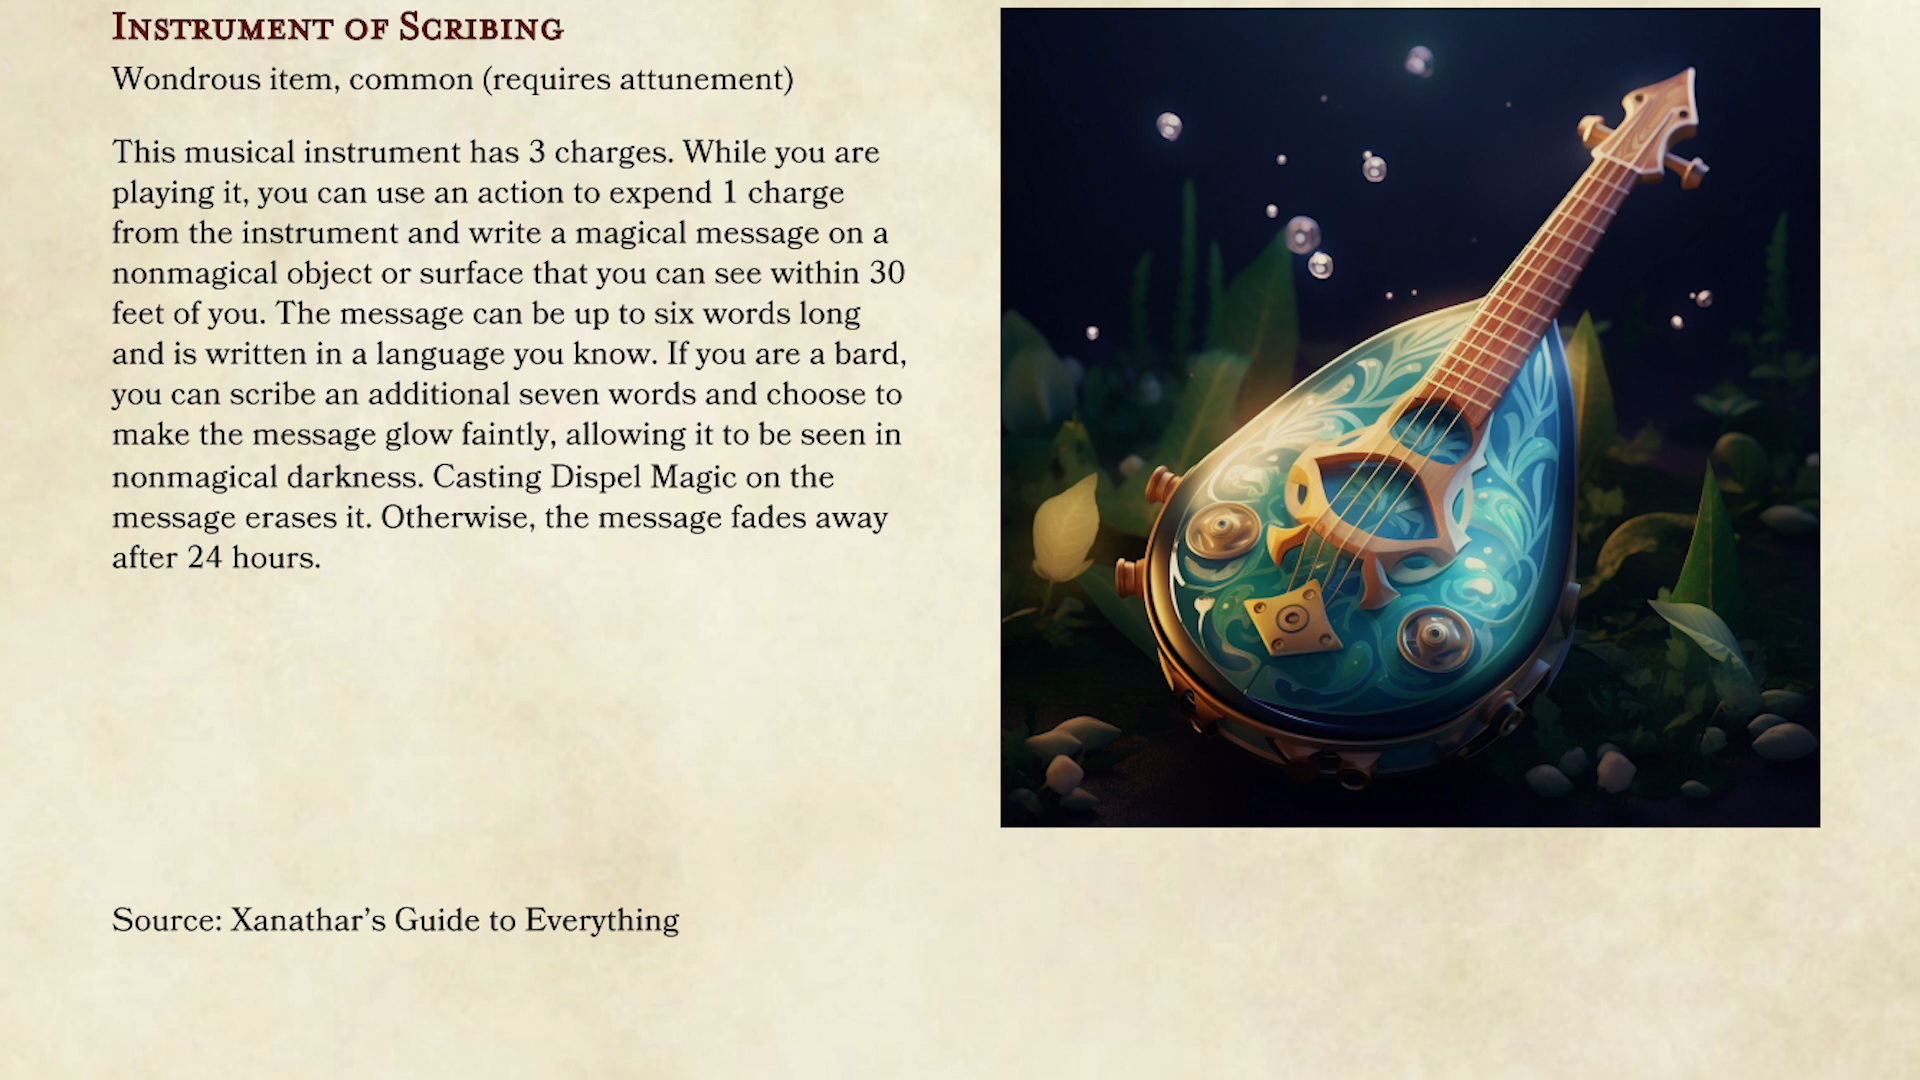 Instrument of Scribing
Wondrous item, common (requires attunement)
This musical instrument has 3 charges. While you are
playing it, you can use an action to expend 1 charge
from the instrument and write a magical message on a
nonmagical object or surface that you can see within 30
feet of you. The message can be up to six words long
and is written in a language you know. If you are a bard,
you can scribe an additional seven words and choose to
make the message glow faintly, allowing it to be seen in
nonmagical darkness. Casting Dispel Magic on the
message erases it. Otherwise, the message fades away
after 24 hours.
Source: Xanathar’s Guide to Everything